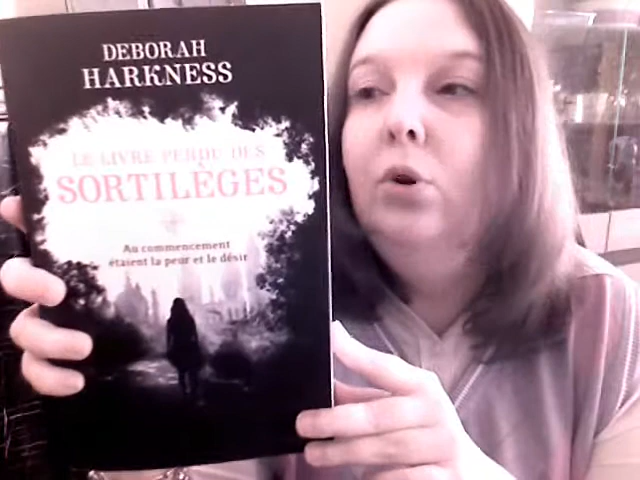 DEBORAH
HARKNESS
LE LIVRE PERDU DES
SORTILÈGES
Au commencement
étaient la peur et le désir